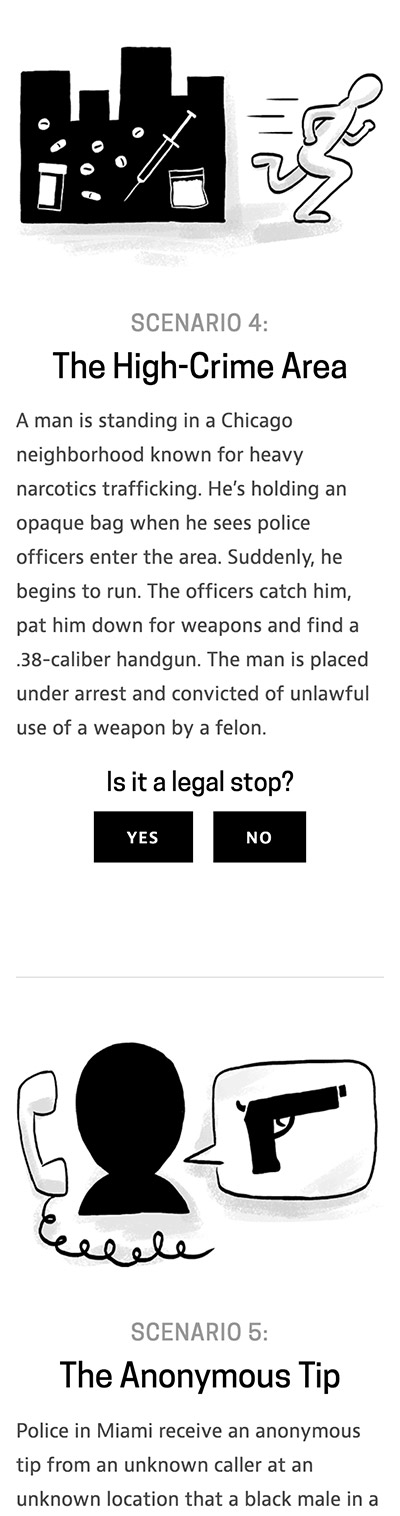 SCENARIO 4:
The High-Crime Area
A man is standing in a Chicago
neighborhood known for heavy
narcotics trafficking. He’s holding an
opaque bag when he sees police
officers enter the area. Suddenly, he
begins to run. The officers catch him,
pat him down for weapons and find a
.38-caliber handgun. The man is placed
under arrest and convicted of unlawful
use of a weapon by a felon.
Is it a legal stop?
YES NO
SCENARIO 5:
The Anonymous Tip
Police in Miami receive an anonymous
tip from an unknown caller at an
unknown location that a black male in a